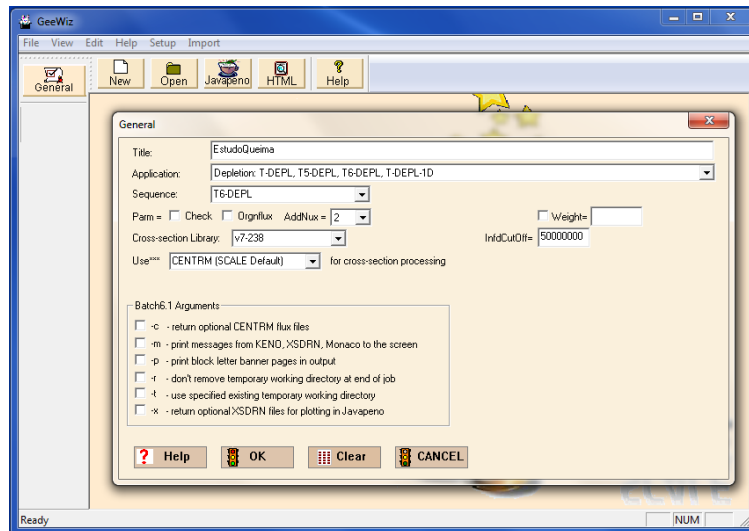 GeeWiz
File View Edit Help Setup Import
General New Open Javapeno HTML Help
General
Title: EstudoQueima
Application: Depletion: T-DEPL, T5-DEPL, T6-DEPL, T-DEPL-1D
Sequence: T6-DEPL
Parm = Check Orgnflux AddNux = 2 Weight=
Cross-section Library: v7-238 InfdCutOff= 50000000
Use*** CENTRM (SCALE Default) for cross-section processing
Batch6.1 Arguments
-c - return optional CENTRM flux files
-m - print messages from KENO, XSDRN, Monaco to the screen
-p - print block letter banner pages in output
-r - don't remove temporary working directory at end of job
-t - use specified existing temporary working directory
-x - return optional XSDRN files for plotting in Javapeno
? Help OK Clear CANCEL
Ready NUM